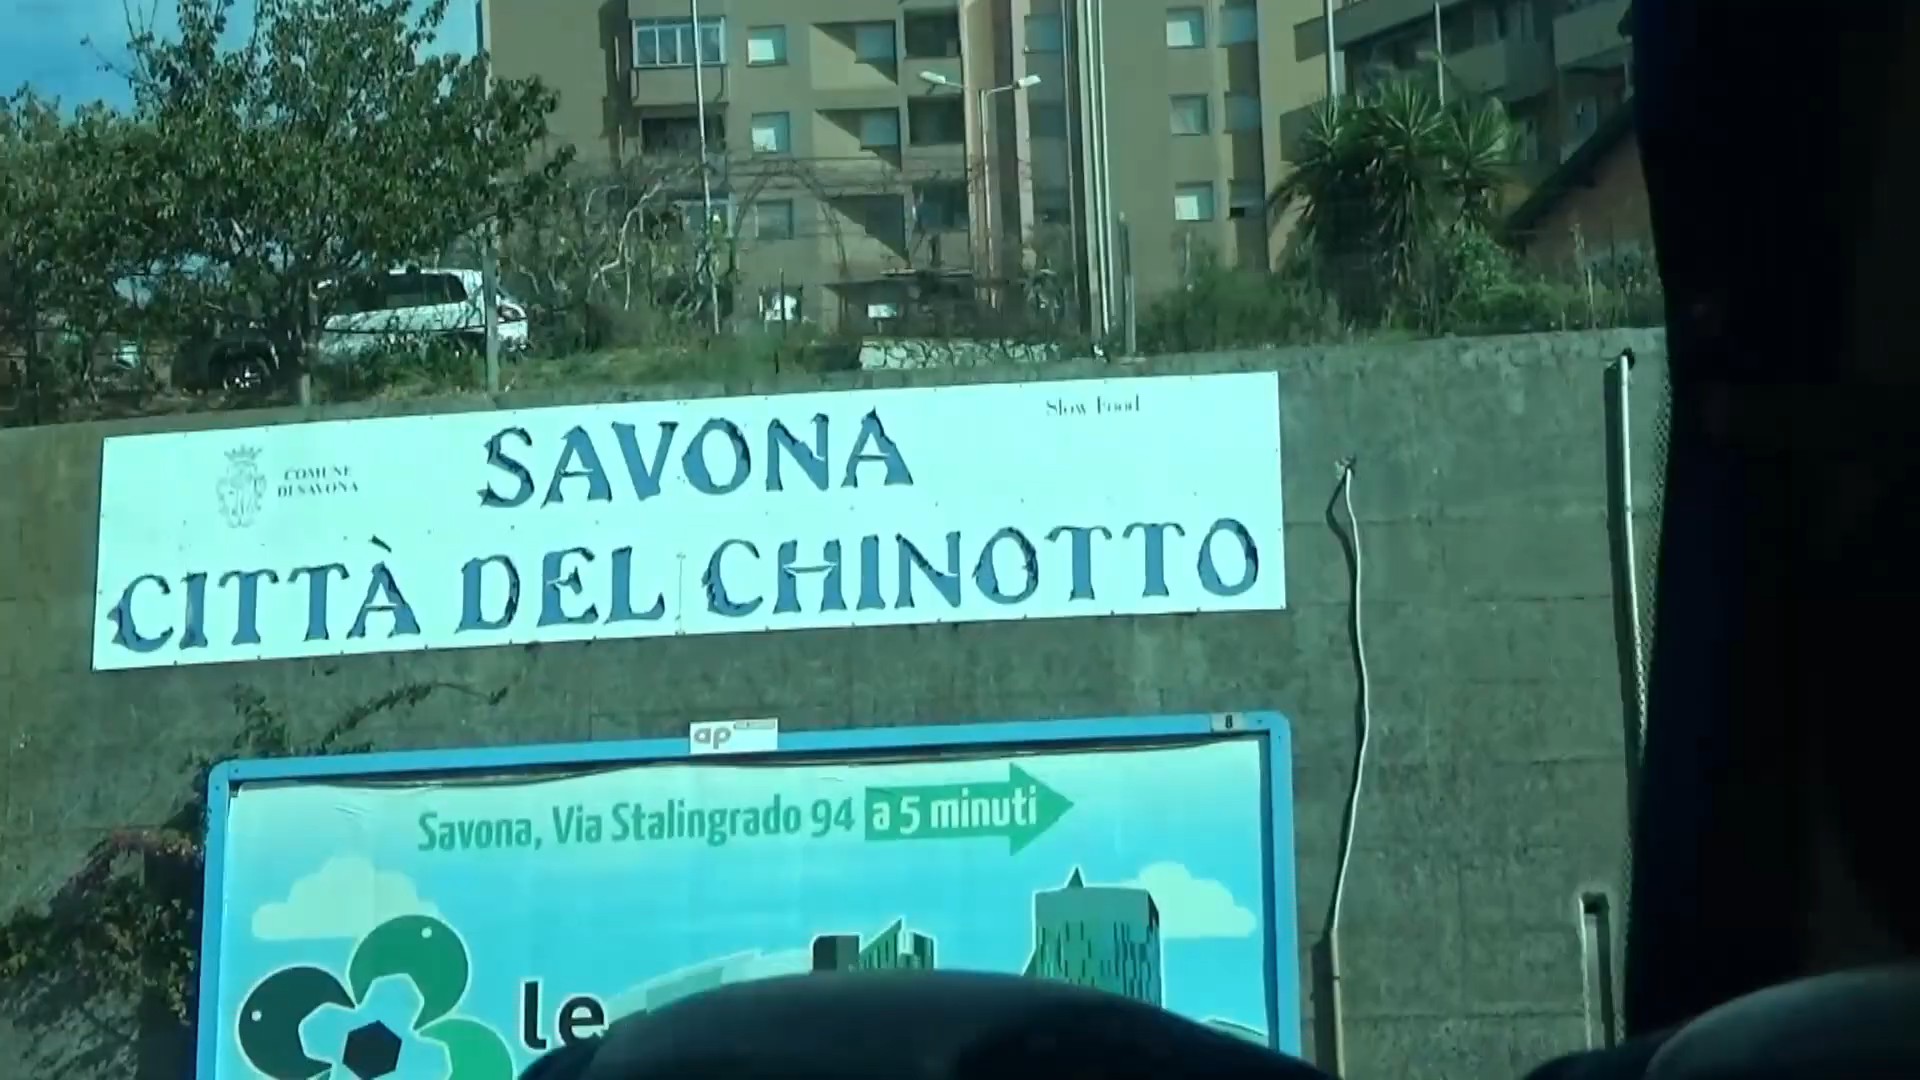 SAVONA
Slow Food
COMUNE
DI SAVONA
CITTÀ DEL CHINOTTO
ap
8
Savona, Via Stalingrado 94 a 5 minuti
le